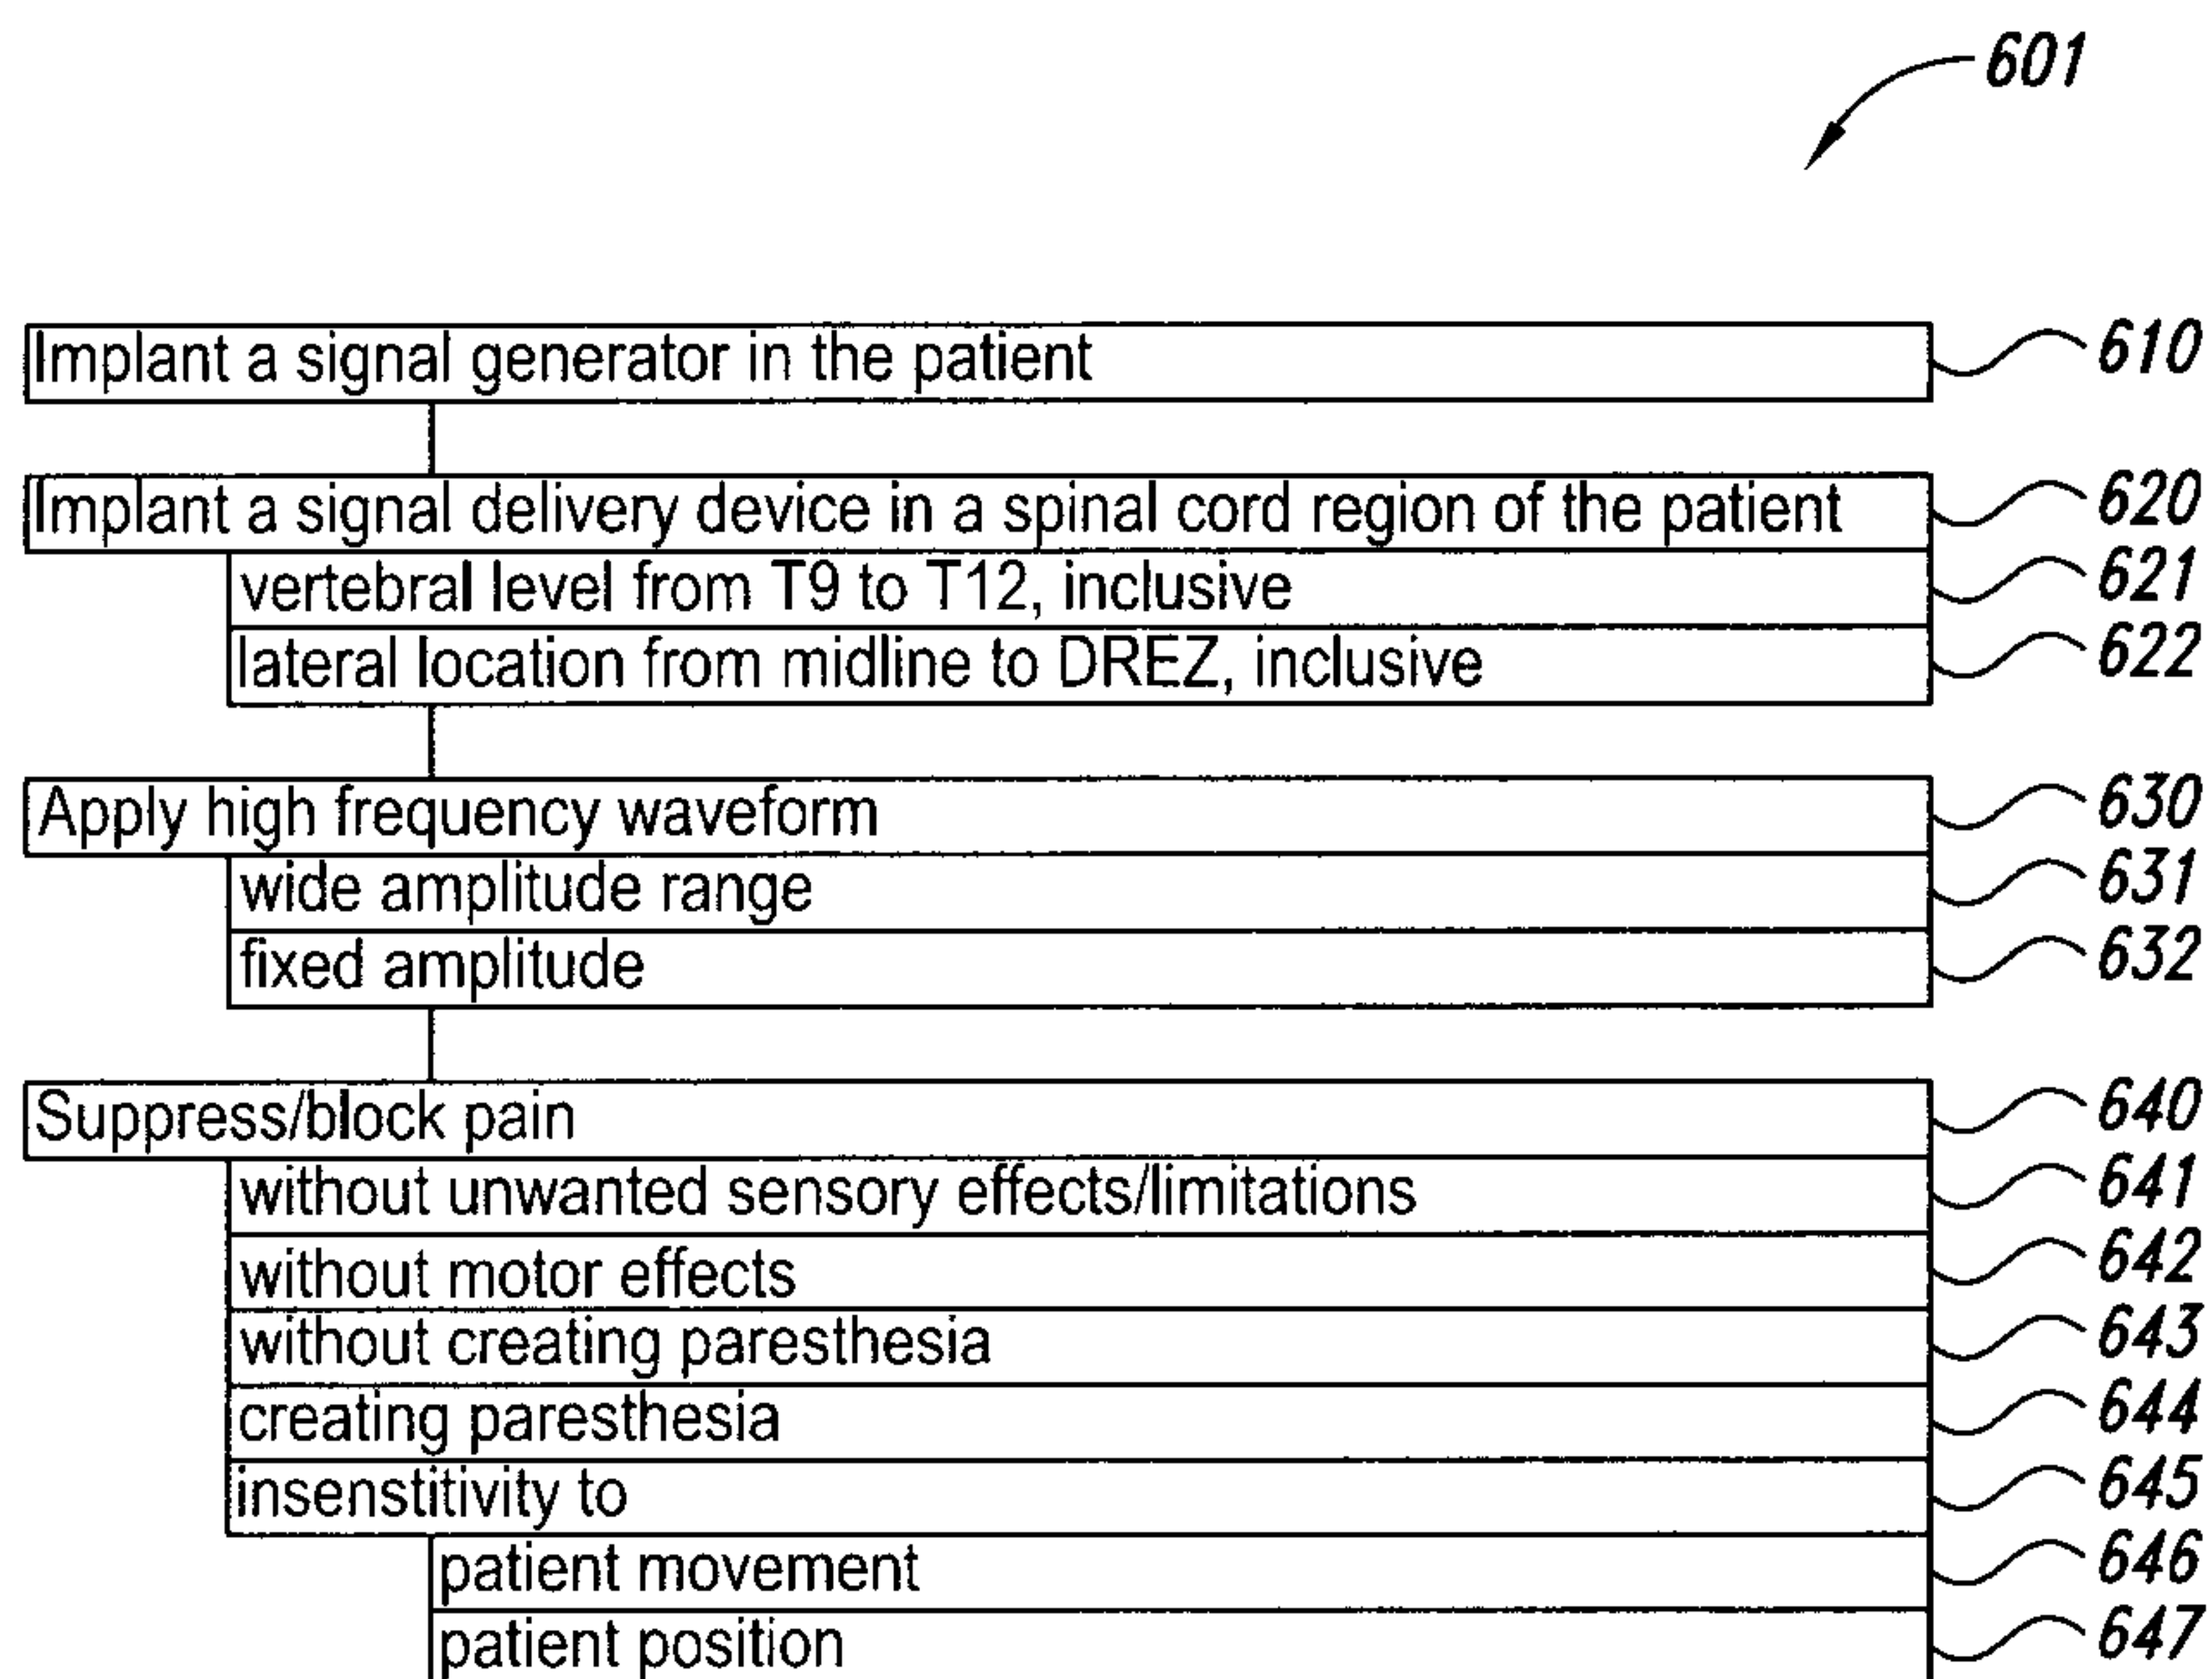 601
Implant a signal generator in the patient 610
Implant a signal delivery device in a spinal cord region of the patient 620
vertebral level from T9 to T12, inclusive 621
lateral location from midline to DREZ, inclusive 622
Apply high frequency waveform 630
wide amplitude range 631
fixed amplitude 632
Suppress/block pain 640
without unwanted sensory effects/limitations 641
without motor effects 642
without creating paresthesia 643
creating paresthesia 644
insenstitivity to 645
patient movement 646
patient position 647